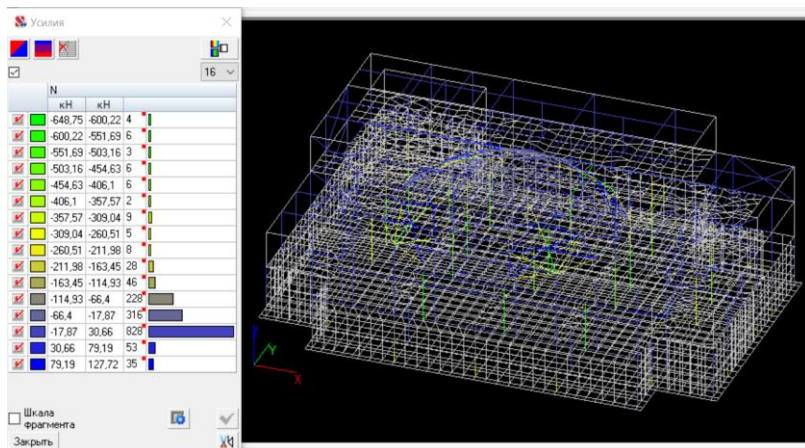 Усилия
16
N
кН кН
-648,75 -600,22 4
-600,22 -551,69 6
-551,69 -503,16 3
-503,16 -454,63 6
-454,63 -406,1 6
-406,1 -357,57 2
-357,57 -309,04 9
-309,04 -260,51 5
-260,51 -211,98 8
-211,98 -163,45 28
-163,45 -114,93 46
-114,93 -66,4 228
-66,4 -17,87 316
-17,87 30,66 828
30,66 79,19 53
79,19 127,72 35
Шкала
фрагмента
Закрыть
Y
X